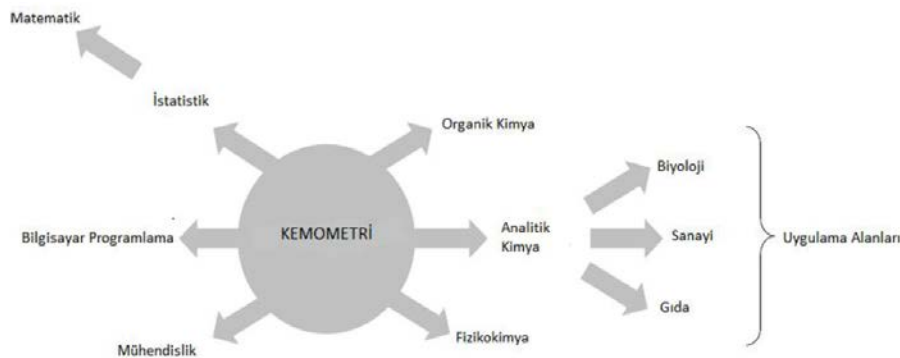 Matematik
İstatistik
Organik Kimya
Biyoloji
Bilgisayar Programlama
KEMOMETRİ
Analitik
Kimya
Sanayi
Uygulama Alanları
Gıda
Mühendislik
Fizikokimya